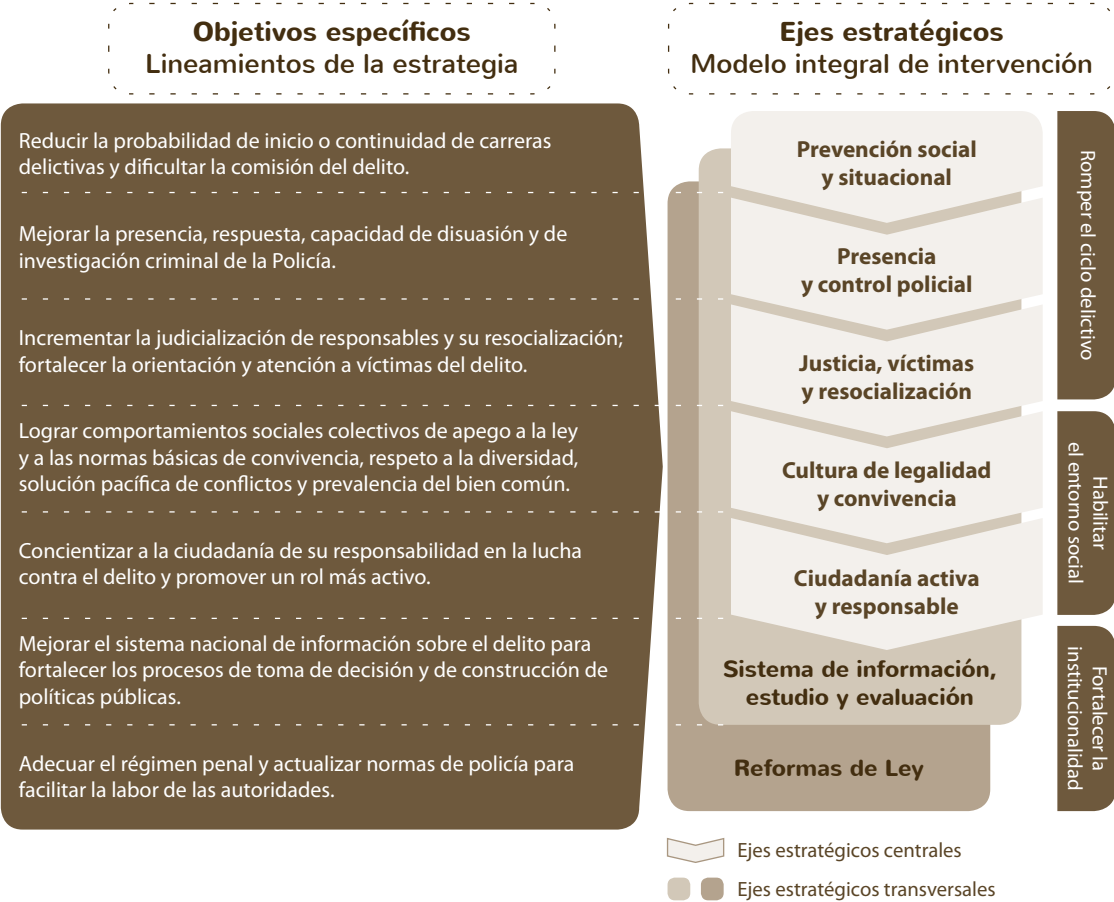 Objetivos específicos
Lineamientos de la estrategia
Ejes estratégicos
Modelo integral de intervención
Reducir la probabilidad de inicio o continuidad de carreras
delictivas y dificultar la comisión del delito.
Mejorar la presencia, respuesta, capacidad de disuasión y de
investigación criminal de la Policía.
Incrementar la judicialización de responsables y su resocialización;
fortalecer la orientación y atención a víctimas del delito.
Lograr comportamientos sociales colectivos de apego a la ley
y a las normas básicas de convivencia, respeto a la diversidad,
solución pacífica de conflictos y prevalencia del bien común.
Concientizar a la ciudadanía de su responsabilidad en la lucha
contra el delito y promover un rol más activo.
Mejorar el sistema nacional de información sobre el delito para
fortalecer los procesos de toma de decisión y de construcción de
políticas públicas.
Adecuar el régimen penal y actualizar normas de policía para
facilitar la labor de las autoridades.
Prevención social
y situacional
Presencia
y control policial
Justicia, víctimas
y resocialización
Cultura de legalidad
y convivencia
Ciudadanía activa
y responsable
Sistema de información,
estudio y evaluación
Reformas de Ley
Romper el ciclo delictivo
Habilitar
el entorno social
Fortalecer la
institucionalidad
Ejes estratégicos centrales
Ejes estratégicos transversales